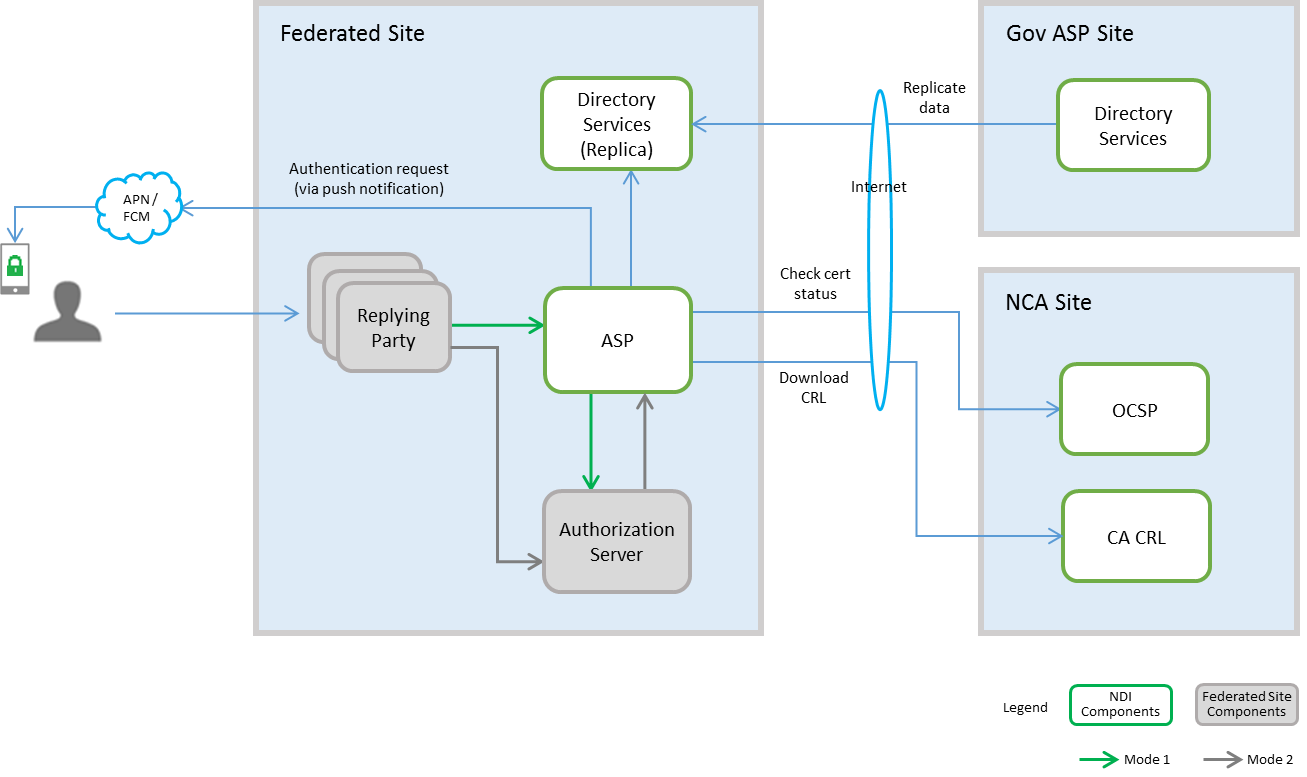 Federated Site
Gov ASP Site
Directory
Services
(Replica)
Replicate
data
Directory
Services
Authentication request
(via push notification)
APN /
FCM
Internet
Replying
Party
ASP
Check cert
status
Download
CRL
NCA Site
OCSP
CA CRL
Authorization
Server
Legend
NDI
Components
Federated Site
Components
Mode 1
Mode 2